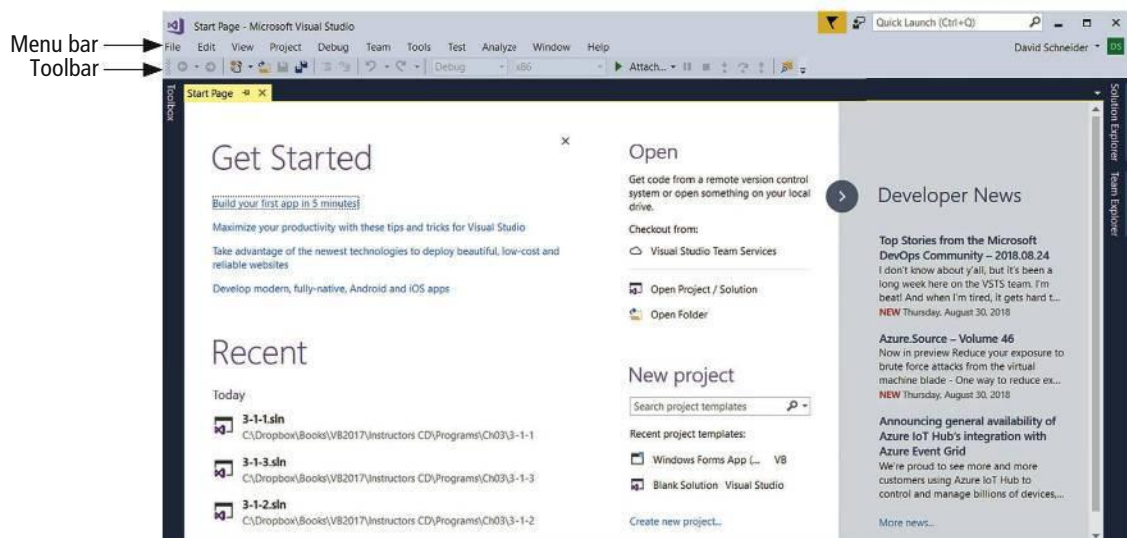 Start Page - Microsoft Visual Studio
Quick Launch (Ctrl+Q)
Menu bar
File Edit View Project Debug Team Tools Test Analyze Window Help
David Schneider
DS
Toolbar
Debug x86 Attach...
Toolbox
Start Page
Solution Explorer
Team Explorer
Get Started
Build your first app in 5 minutes!
Maximize your productivity with these tips and tricks for Visual Studio
Take advantage of the newest technologies to deploy beautiful, low-cost and
reliable websites
Develop modern, fully-native, Android and iOS apps
Recent
Today
3-1-1.sln
C:\Dropbox\Books\VB2017\Instructors CD\Programs\Ch03\3-1-1
3-1-3.sln
C:\Dropbox\Books\VB2017\Instructors CD\Programs\Ch03\3-1-3
3-1-2.sln
C:\Dropbox\Books\VB2017\Instructors CD\Programs\Ch03\3-1-2
Open
Get code from a remote version control
system or open something on your local
drive.
Checkout from:
Visual Studio Team Services
Open Project / Solution
Open Folder
New project
Search project templates
Recent project templates:
Windows Forms App (... VB
Blank Solution Visual Studio
Create new project...
Developer News
Top Stories from the Microsoft
DevOps Community – 2018.08.24
I don't know about y'all, but it's been a
long week here on the VSTS team. I'm
beat! And when I'm tired, it gets hard t...
NEW Thursday, August 30, 2018
Azure.Source – Volume 46
Now in preview Reduce your exposure to
brute force attacks from the virtual
machine blade - One way to reduce ex...
NEW Thursday, August 30, 2018
Announcing general availability of
Azure IoT Hub's integration with
Azure Event Grid
We're proud to see more and more
customers using Azure IoT Hub to
control and manage billions of devices,...
More news...